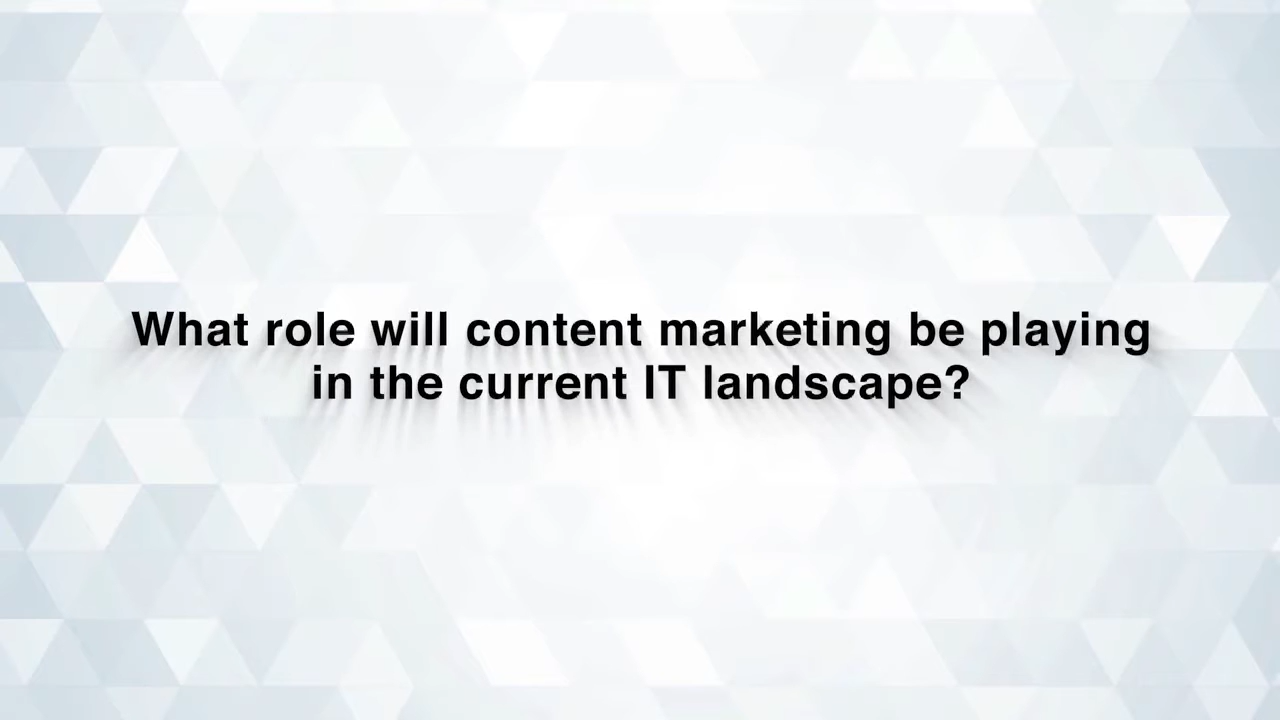 What role will content marketing be playing
in the current IT landscape?